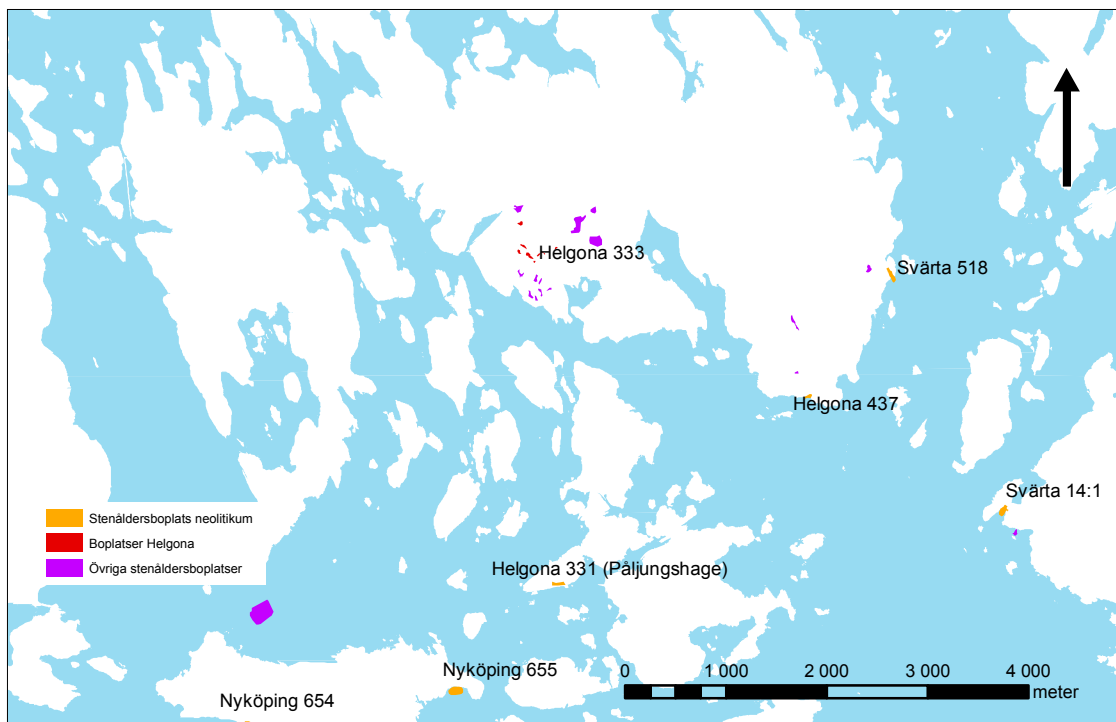 Helgona 333
Svärta 518
Helgona 437
Svärta 14:1
Stenåldersboplats neolitikum
Boplatser Helgona
Övriga stenåldersboplatser
Helgona 331 (Påljungshage)
Nyköping 655
Nyköping 654
0 1 000 2 000 3 000 4 000
meter